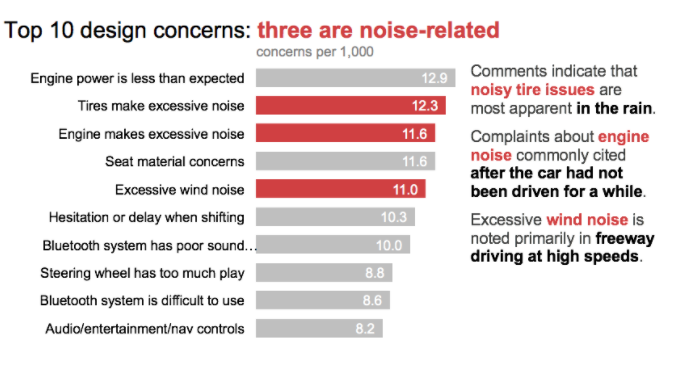 Top 10 design concerns: three are noise-related
concerns per 1,000
Engine power is less than expected 12.9
Tires make excessive noise 12.3
Engine makes excessive noise 11.6
Seat material concerns 11.6
Excessive wind noise 11.0
Hesitation or delay when shifting 10.3
Bluetooth system has poor sound… 10.0
Steering wheel has too much play 8.8
Bluetooth system is difficult to use 8.6
Audio/entertainment/nav controls 8.2
Comments indicate that
noisy tire issues are
most apparent in the rain.
Complaints about engine
noise commonly cited
after the car had not
been driven for a while.
Excessive wind noise is
noted primarily in freeway
driving at high speeds.